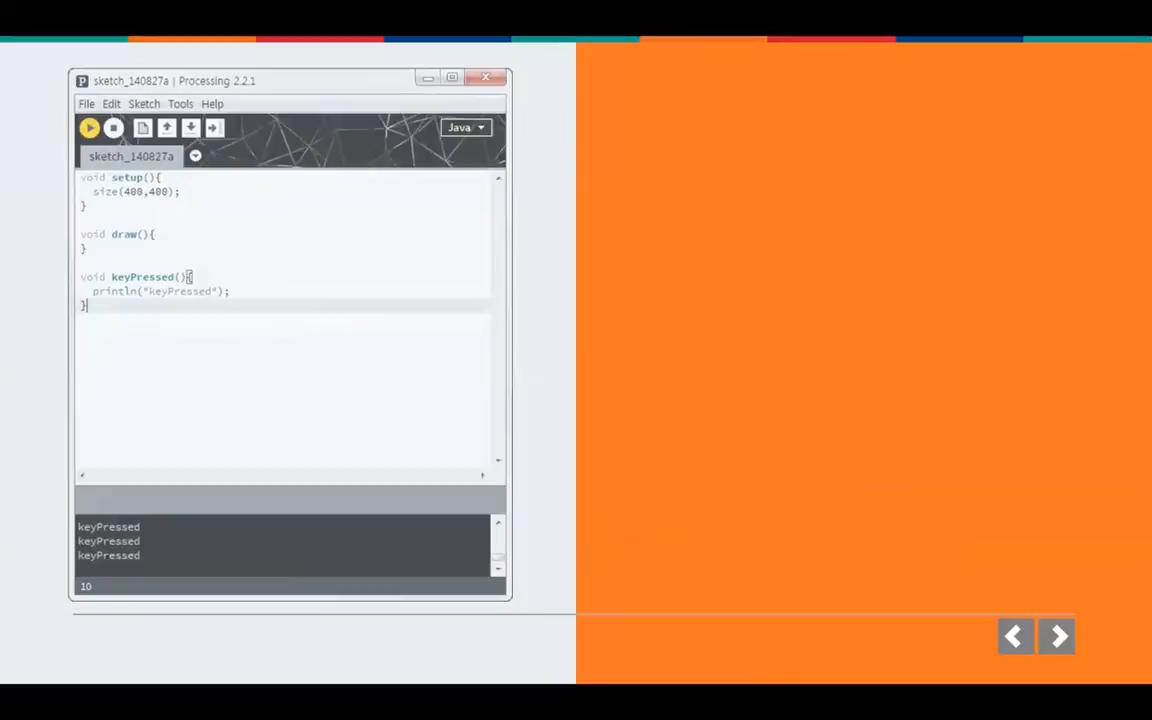 sketch_140827a | Processing 2.2.1
File Edit Sketch Tools Help
Java
sketch_140827a
void setup(){
  size(400,400);
}
void draw(){
}
void keyPressed(){
  println("keyPressed");
}
keyPressed
keyPressed
keyPressed
10